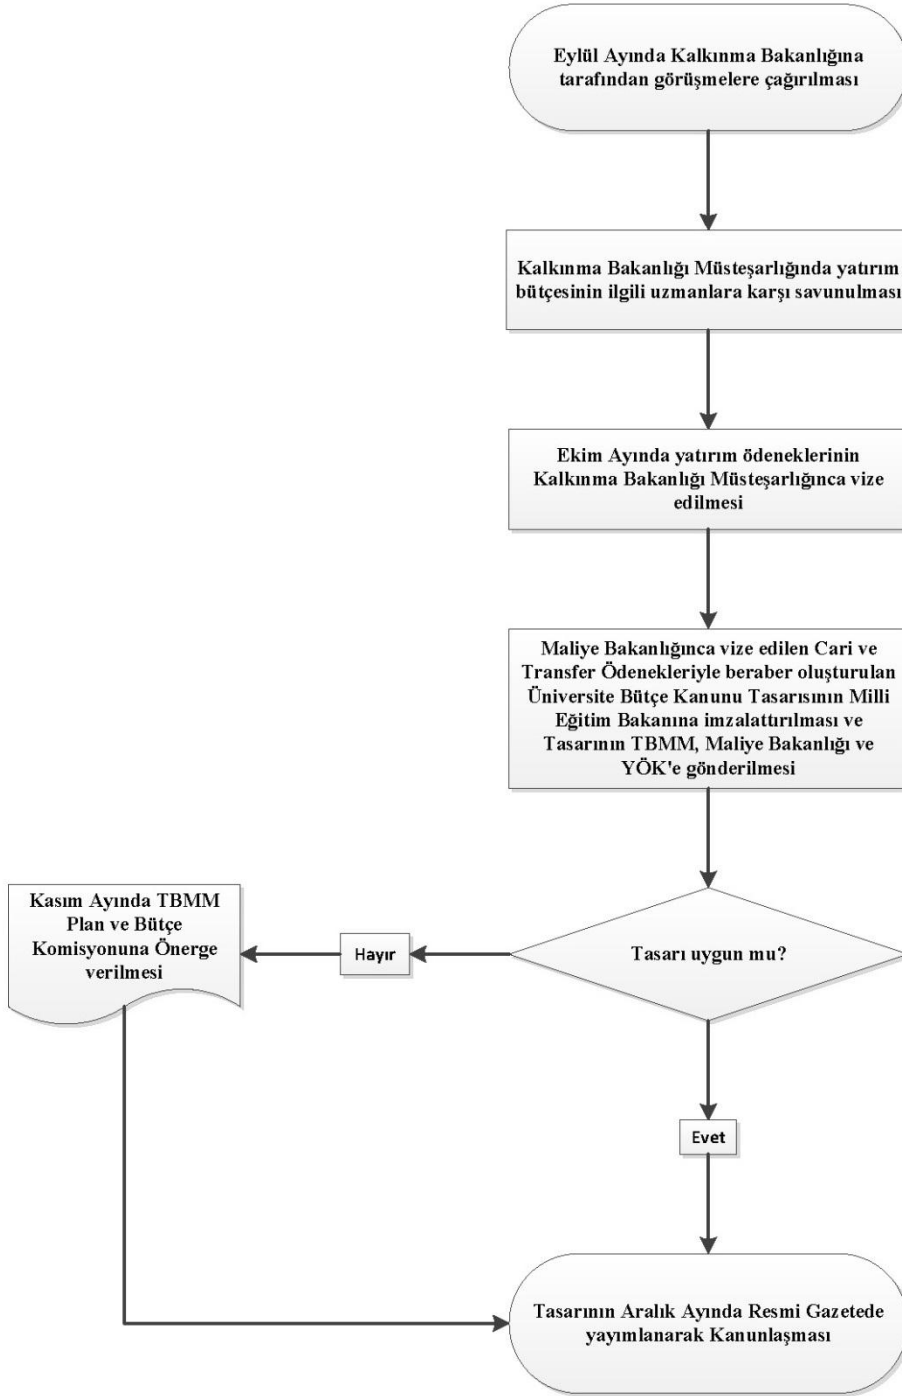 Eylül Ayında Kalkınma Bakanlığına
tarafından görüşmelere çağırılması
Kalkınma Bakanlığı Müsteşarlığında yatırım
bütçesinin ilgili uzmanlara karşı savunulması
Ekim Ayında yatırım ödeneklerinin
Kalkınma Bakanlığı Müsteşarlığınca vize
edilmesi
Maliye Bakanlığınca vize edilen Cari ve
Transfer Ödenekleriyle beraber oluşturulan
Üniversite Bütçe Kanunu Tasarısının Milli
Eğitim Bakanına imzalattırılması ve
Tasarının TBMM, Maliye Bakanlığı ve
YÖK'e gönderilmesi
Tasarı uygun mu?
Hayır
Kasım Ayında TBMM
Plan ve Bütçe
Komisyonuna Önerge
verilmesi
Evet
Tasarının Aralık Ayında Resmi Gazetede
yayımlanarak Kanunlaşması